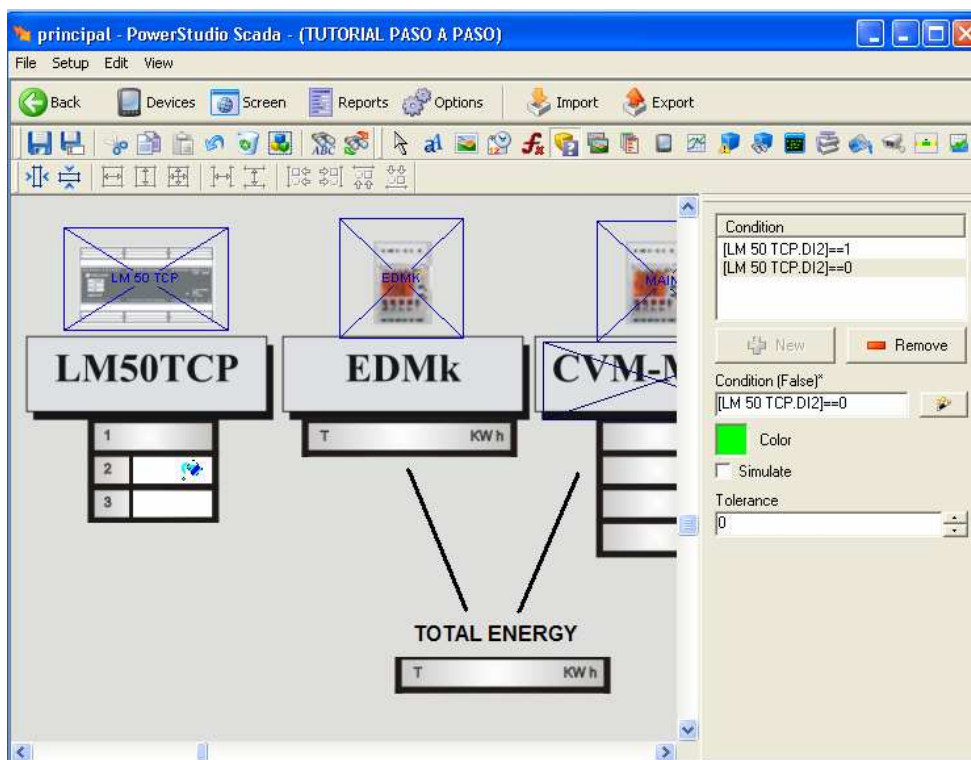 principal - PowerStudio Scada - (TUTORIAL PASO A PASO)
File Setup Edit View
Back Devices Screen Reports Options Import Export
LM 50 TCP
EDMK
MAIN
LM50TCP
EDMk
CVM-M
1
2
3
T KW h
TOTAL ENERGY
T KW h
Condition
[LM 50 TCP.DI2]==1
[LM 50 TCP.DI2]==0
New Remove
Condition (False)*
[LM 50 TCP.DI2]==0
Color
Simulate
Tolerance
0